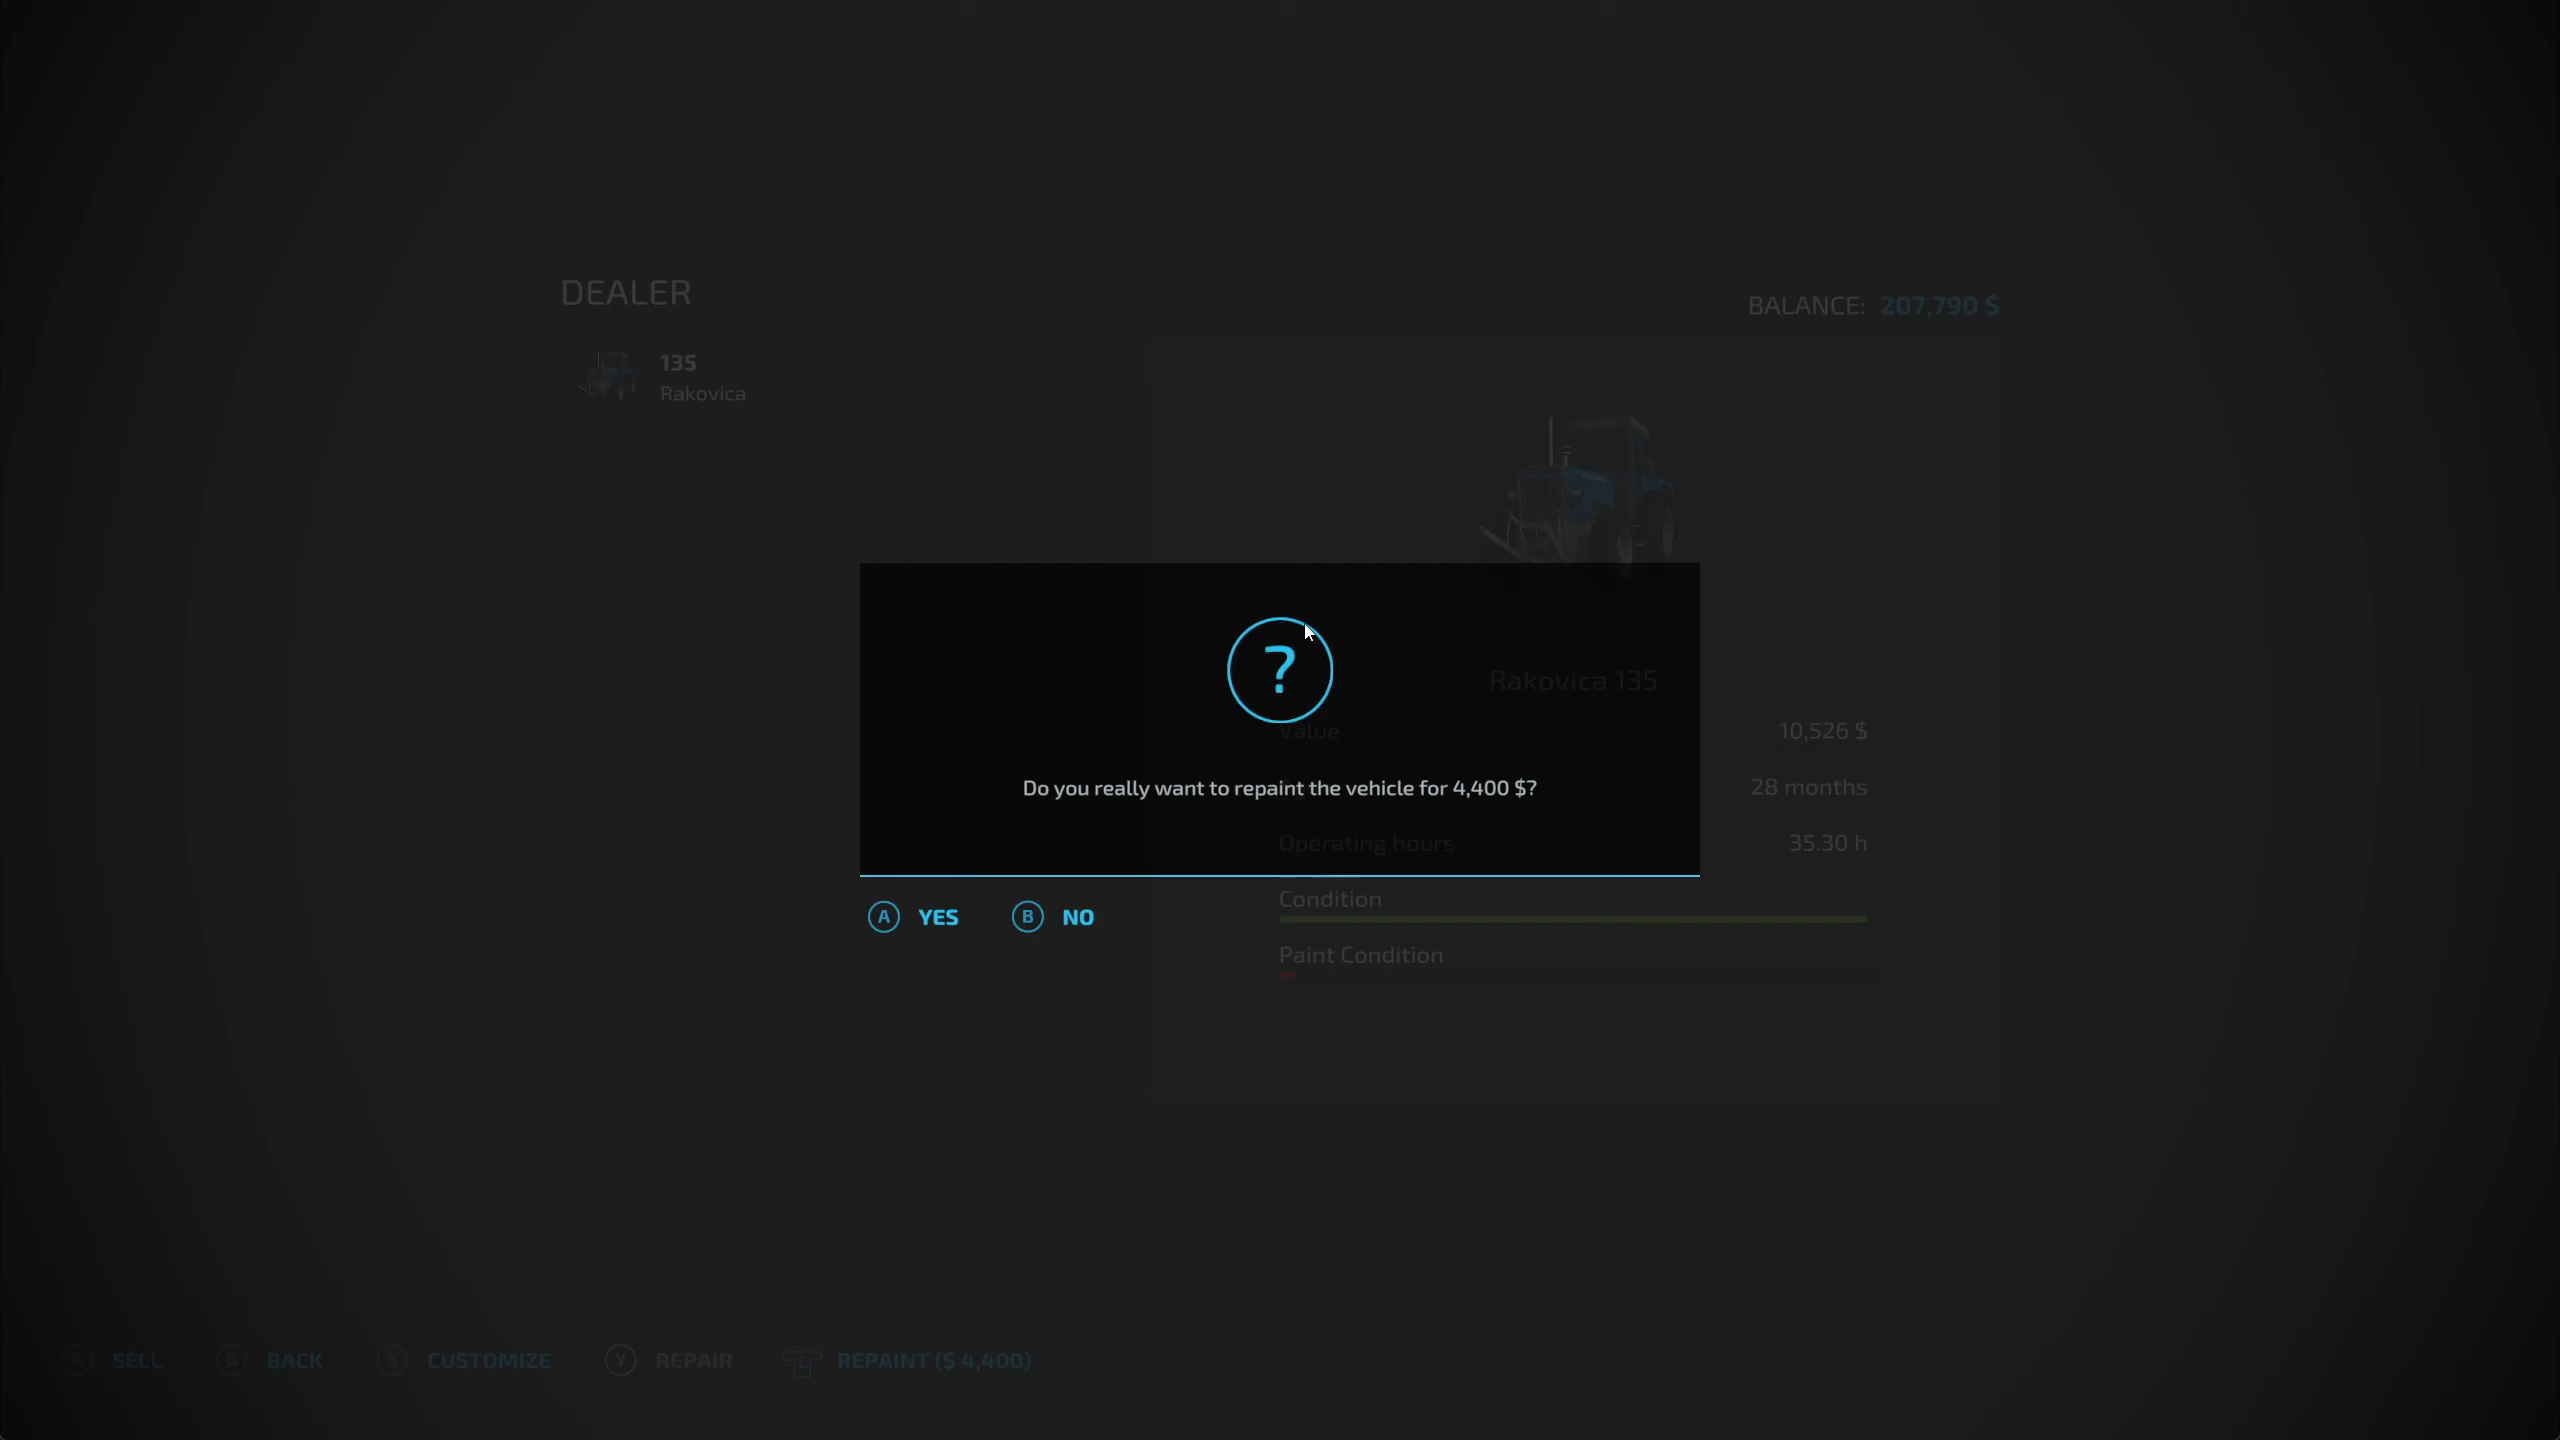 DEALER
BALANCE: 207,790 $
135
Rakovica
?
Rakovica 135
Value
10,526 $
Do you really want to repaint the vehicle for 4,400 $?
28 months
Operating hours
35.30 h
Condition
A YES
B NO
Paint Condition
A SELL
B BACK
X CUSTOMIZE
Y REPAIR
REPAINT ($ 4,400)